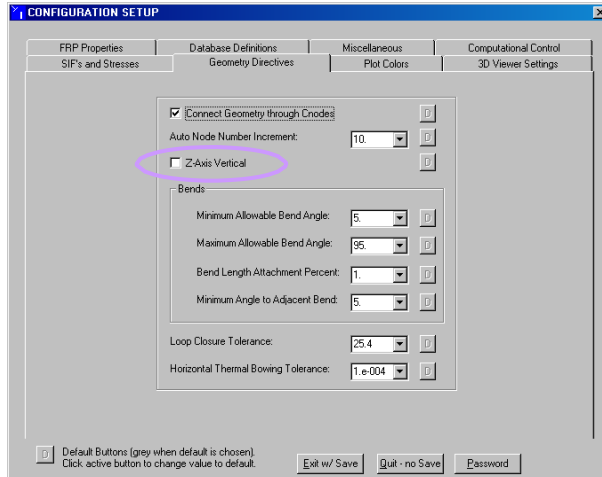 CONFIGURATION SETUP
FRP Properties
Database Definitions
Miscellaneous
Computational Control
SIF's and Stresses
Geometry Directives
Plot Colors
3D Viewer Settings
Connect Geometry through Cnodes D
Auto Node Number Increment: 10. D
Z-Axis Vertical D
Bends
Minimum Allowable Bend Angle: 5. D
Maximum Allowable Bend Angle: 95. D
Bend Length Attachment Percent: 1. D
Minimum Angle to Adjacent Bend: 5. D
Loop Closure Tolerance: 25.4 D
Horizontal Thermal Bowing Tolerance: 1.e-004 D
D Default Buttons (grey when default is chosen).
Click active button to change value to default.
Exit w/ Save
Quit - no Save
Password